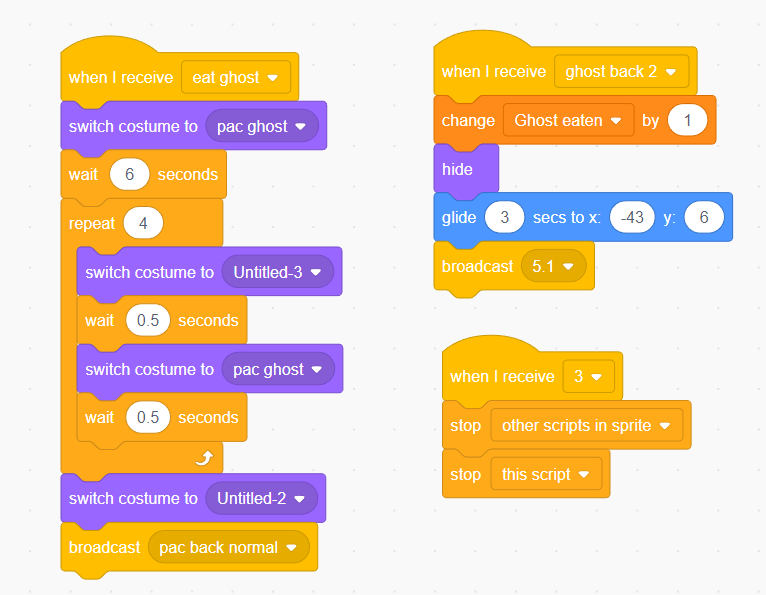 when I receive eat ghost
switch costume to pac ghost
wait 6 seconds
repeat 4
switch costume to Untitled-3
wait 0.5 seconds
switch costume to pac ghost
wait 0.5 seconds
switch costume to Untitled-2
broadcast pac back normal
when I receive ghost back 2
change Ghost eaten by 1
hide
glide 3 secs to x: -43 y: 6
broadcast 5.1
when I receive 3
stop other scripts in sprite
stop this script